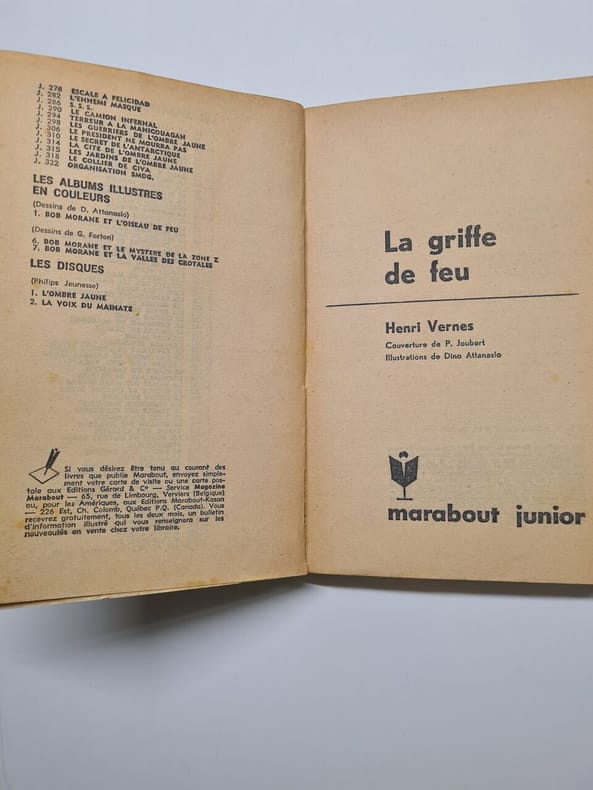 J. 278 ESCALE A FELICIDAD
J. 282 L'ENNEMI MASQUE
J. 286 S. S. S.
J. 290 LE CAMION INFERNAL
J. 294 TERREUR A LA MANICOUAGAN
J. 298 LES GUERRIERS DE L'OMBRE JAUNE
J. 306 LE PRESIDENT NE MOURRA PAS
J. 310 LE SECRET DE L'ANTARCTIQUE
J. 314 LA CITE DE L'OMBRE JAUNE
J. 315 LES JARDINS DE L'OMBRE JAUNE
J. 318 LE COLLIER DE CIVA
J. 322 ORGANISATION SMOG.
LES ALBUMS ILLUSTRES
EN COULEURS
(Dessins de D. Attanasio)
1. BOB MORANE ET L'OISEAU DE FEU
(Dessins de G. Forton)
6. BOB MORANE ET LE MYSTERE DE LA ZONE Z
7. BOB MORANE ET LA VALLEE DES CROTALES
LES DISQUES
(Philips Jeunesse)
1. L'OMBRE JAUNE
2. LA VOIX DU MAINATE
Si vous désirez être tenu au courant des
livres que publie Marabout, envoyez simple-
ment votre carte de visite ou une carte pos-
tale aux Editions Gérard & C° — Service Magazine
Marabout — 65, rue de Limbourg, Verviers (Belgique)
ou, pour les Amériques, aux Editions Marabout-Kasan
— 226 Est, Ch. Colomb, Québec P.Q. (Canada). Vous
recevrez gratuitement, tous les deux mois, un bulletin
d'information illustré qui vous renseignera sur les
nouveautés en vente chez votre libraire.
La griffe
de feu
Henri Vernes
Couverture de P. Joubert
Illustrations de Dino Attanasio
marabout junior